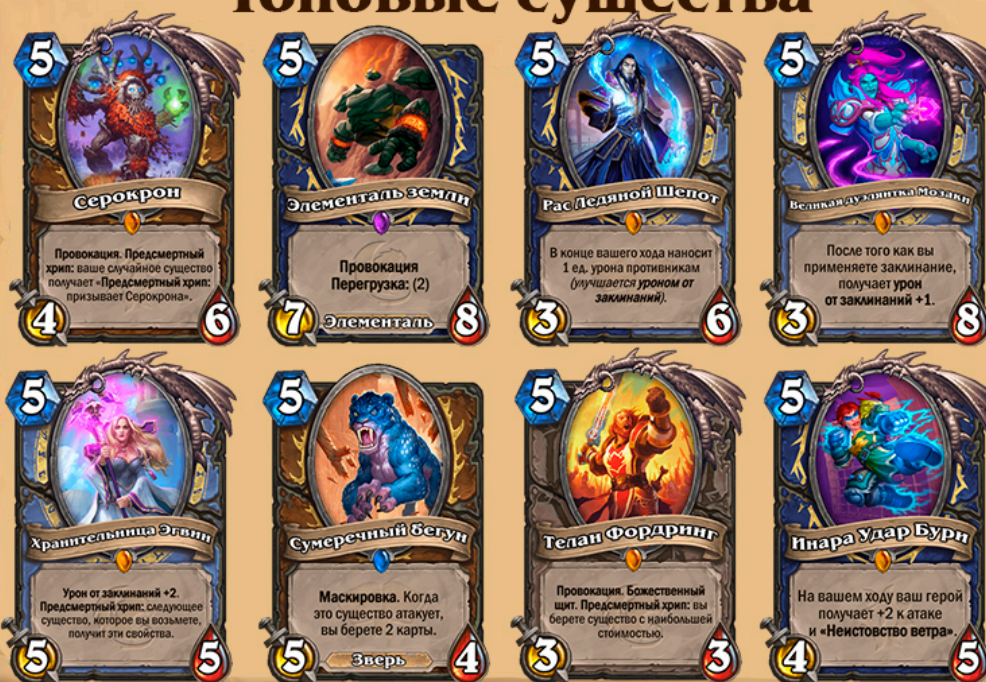 Топовые существа
5
Серокрон
Провокация. Предсмертный
хрип: ваше случайное существо
получает «Предсмертный хрип:
призывает Серокрона».
4
6
5
Элементаль земли
Провокация
Перегрузка: (2)
7
Элементаль
8
5
Рас Ледяной Шепот
В конце вашего хода наносит
1 ед. урона противникам
(улучшается уроном от
заклинаний).
3
6
5
Великая дуэлянтка Мозаки
После того как вы
применяете заклинание,
получает урон
от заклинаний +1.
3
8
5
Хранительница Эгвин
Урон от заклинаний +2.
Предсмертный хрип: следующее
существо, которое вы возьмете,
получит эти свойства.
5
5
5
Сумеречный бегун
Маскировка. Когда
это существо атакует,
вы берете 2 карты.
5
Зверь
4
5
Телан Фордринг
Провокация. Божественный
щит. Предсмертный хрип: вы
берете существо с наибольшей
стоимостью.
3
3
5
Инара Удар Бури
На вашем ходу ваш герой
получает +2 к атаке
и «Неистовство ветра».
4
5